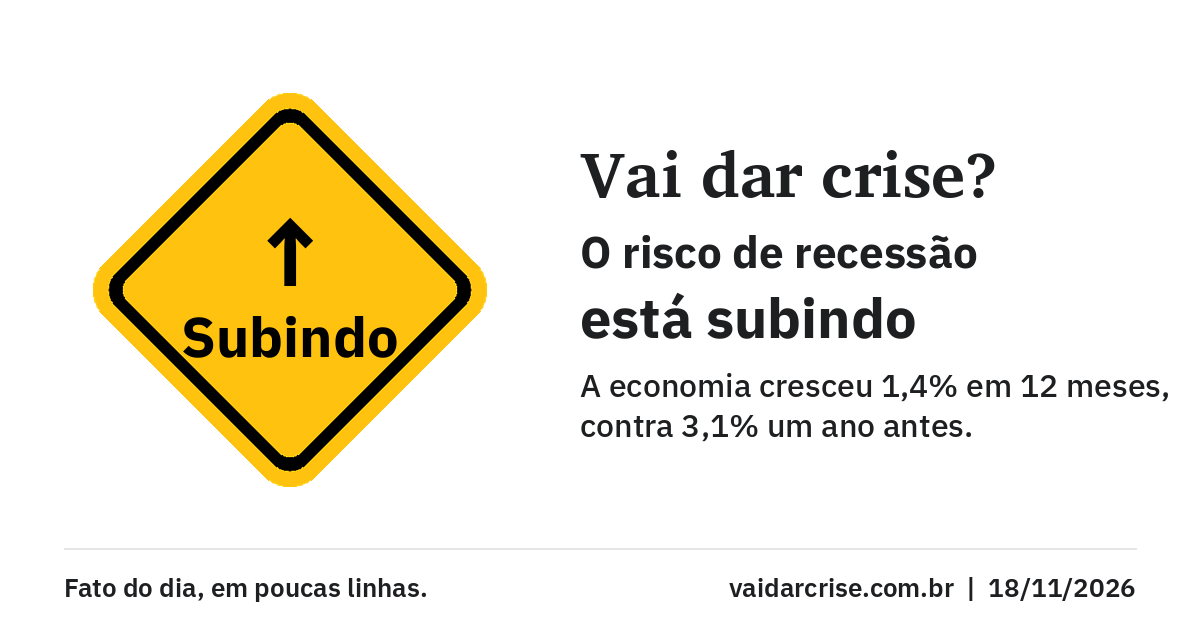 ↑
Subindo
Vai dar crise?
O risco de recessão
está subindo
A economia cresceu 1,4% em 12 meses,
contra 3,1% um ano antes.
Fato do dia, em poucas linhas.
vaidarcrise.com.br | 18/11/2026